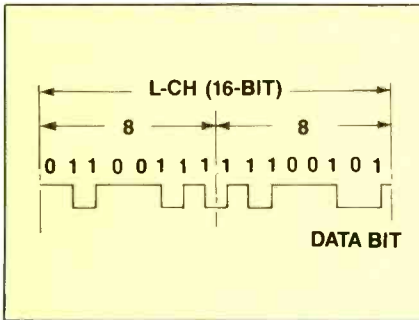 L-CH (16-BIT)
8 8
0 1 1 0 0 1 1 1 1 1 1 0 0 1 0 1
DATA BIT